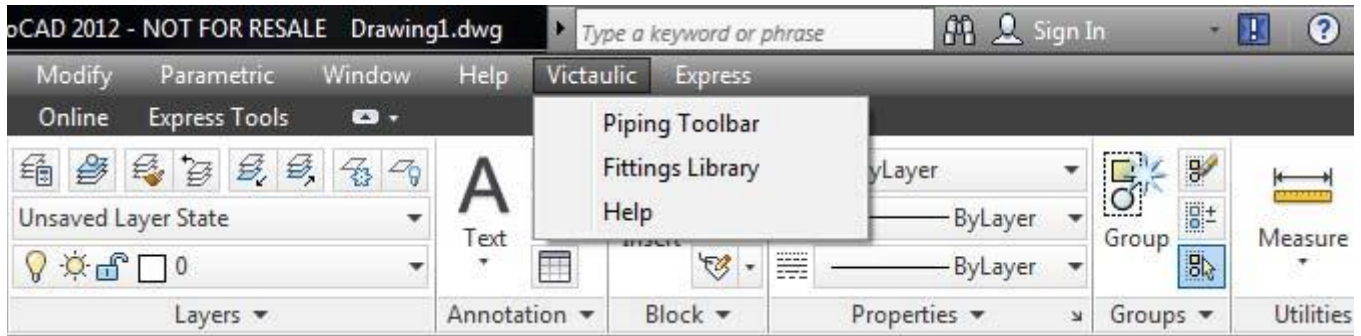 oCAD 2012 - NOT FOR RESALE Drawing1.dwg Type a keyword or phrase Sign In
Modify Parametric Window Help Victaulic Express
Online Express Tools
Piping Toolbar
Fittings Library
Help
Unsaved Layer State
0
Text
yLayer
ByLayer
ByLayer
Group
Measure
Layers Annotation Block Properties Groups Utilities